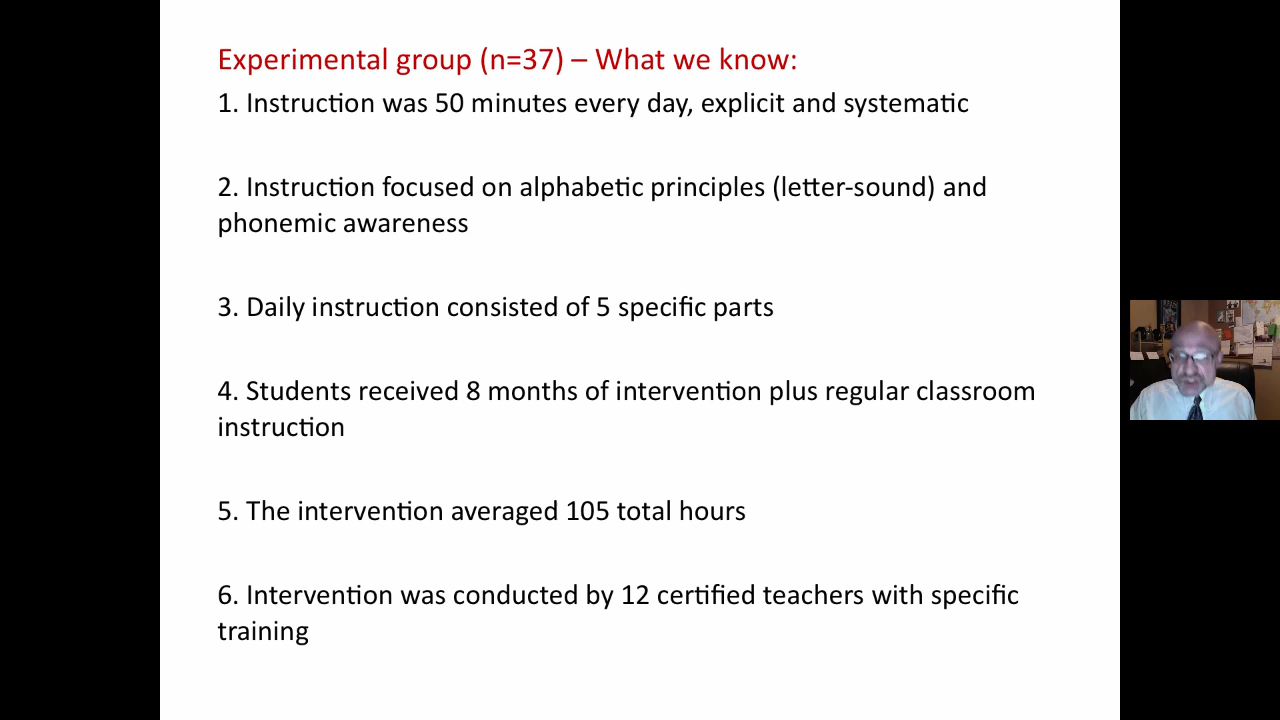 Experimental group (n=37) – What we know:
1. Instruction was 50 minutes every day, explicit and systematic
2. Instruction focused on alphabetic principles (letter-sound) and
phonemic awareness
3. Daily instruction consisted of 5 specific parts
4. Students received 8 months of intervention plus regular classroom
instruction
5. The intervention averaged 105 total hours
6. Intervention was conducted by 12 certified teachers with specific
training